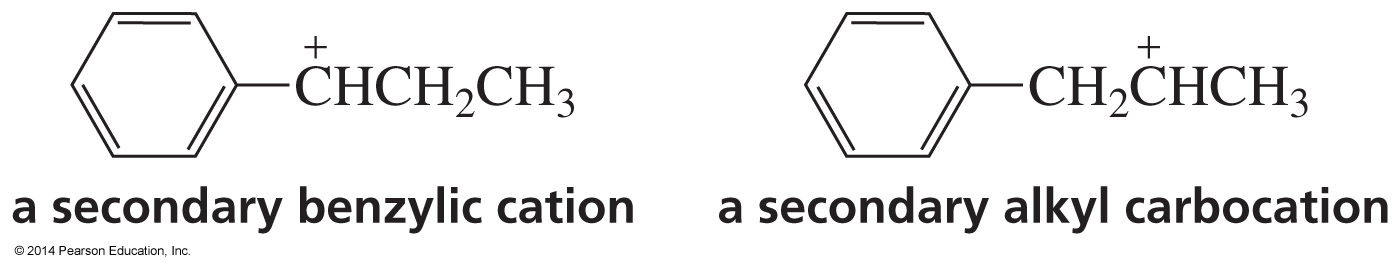 + +
CHCH₂CH₃ CH₂CHCH₃
a secondary benzylic cation a secondary alkyl carbocation
© 2014 Pearson Education, Inc.